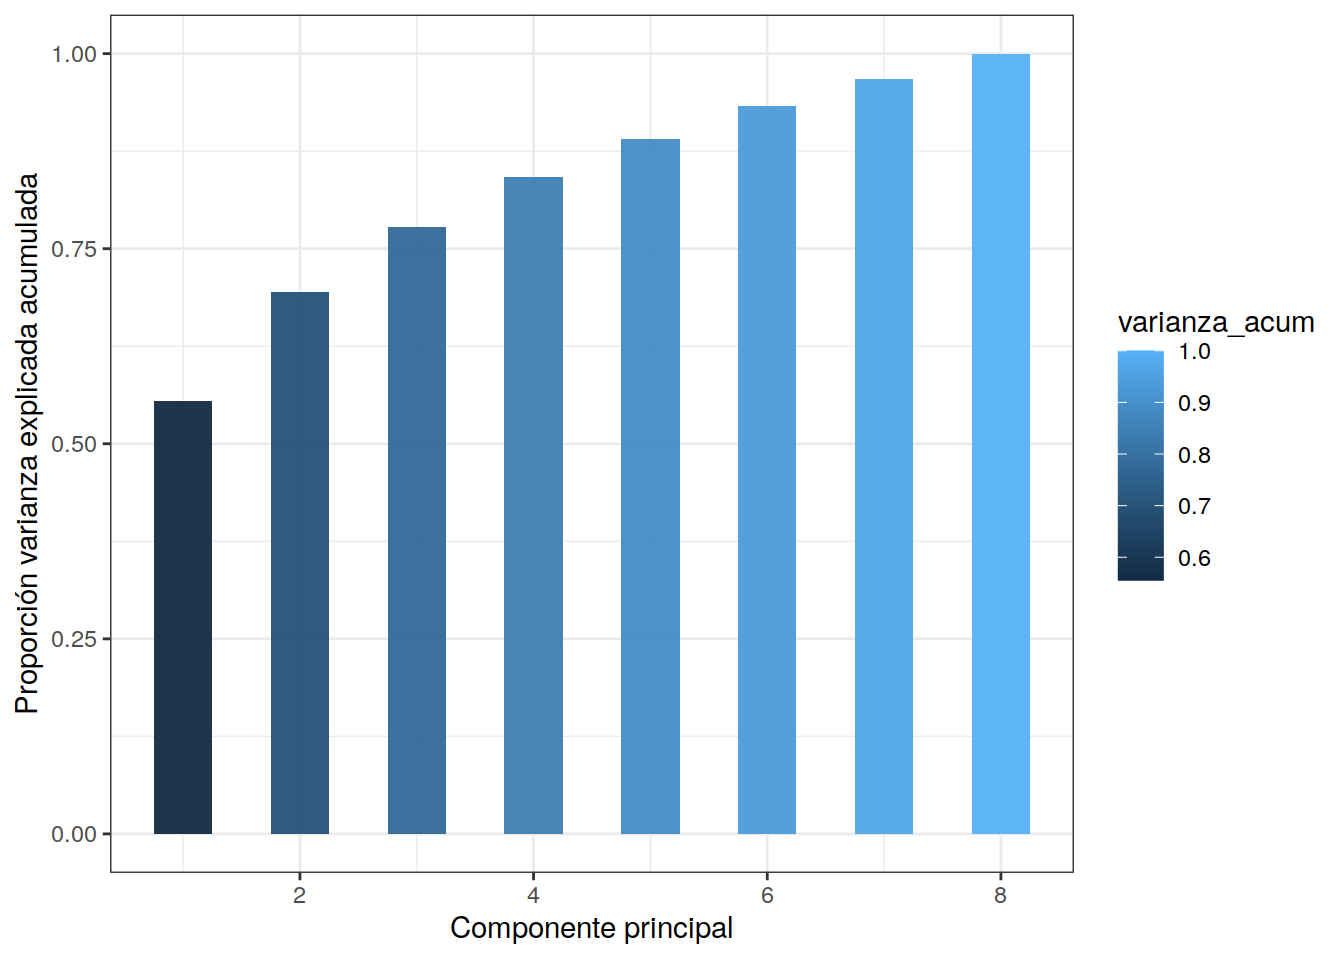 Proporción varianza explicada acumulada
1.00
0.75
0.50
0.25
0.00
2 4 6 8
Componente principal
varianza_acum
1.0
0.9
0.8
0.7
0.6